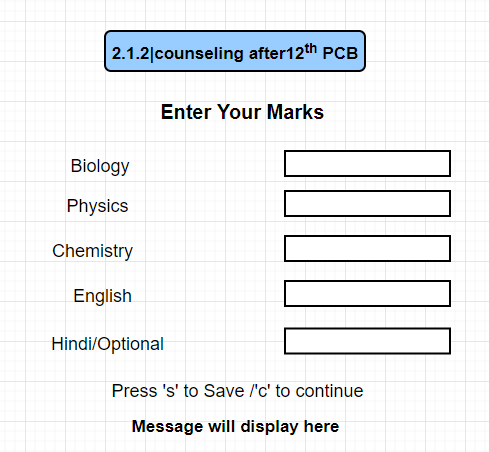 2.1.2|counseling after12th PCB
Enter Your Marks
Biology
Physics
Chemistry
English
Hindi/Optional
Press 's' to Save /'c' to continue
Message will display here